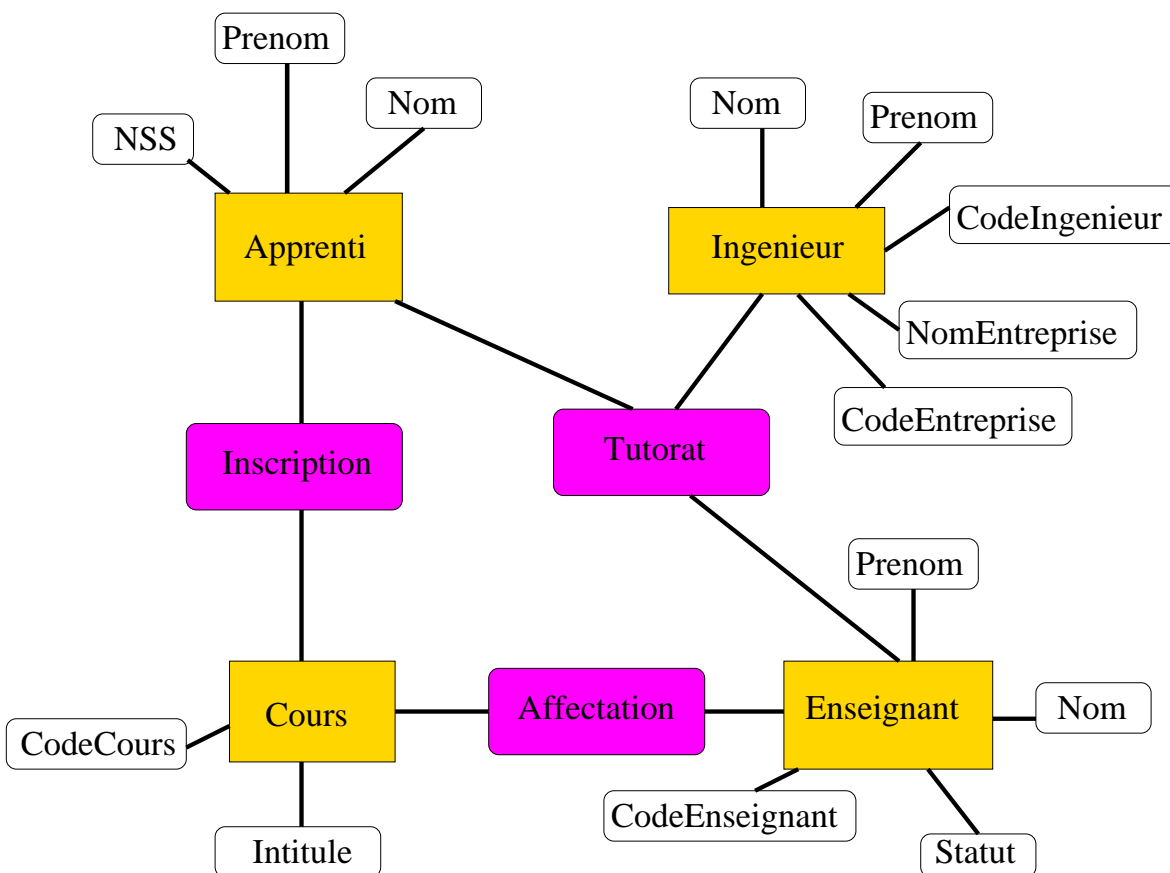 Prenom
Nom
Nom
Prenom
NSS
CodeIngenieur
Apprenti
Ingenieur
NomEntreprise
CodeEntreprise
Inscription
Tutorat
Prenom
Cours
Affectation
Enseignant
Nom
CodeCours
CodeEnseignant
Intitule
Statut